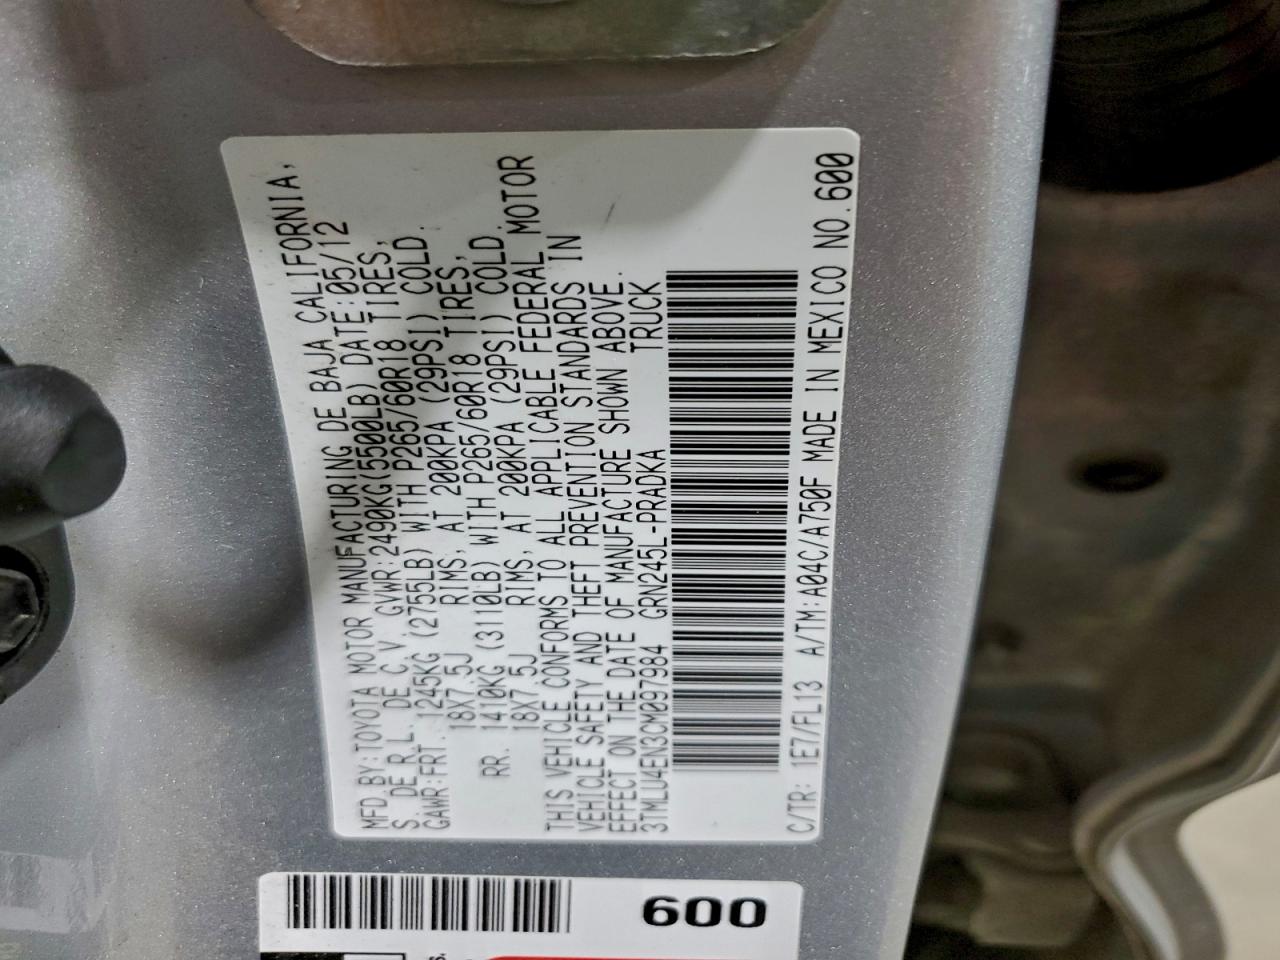 MFD. BY:TOYOTA MOTOR MANUFACTURING DE BAJA CALIFORNIA,
S. DE R.L. DE C.V. GVWR:2490KG(5500LB) DATE:05/12
GAWR:FRT. 1245KG (2755LB) WITH P265/60R18 TIRES,
18X7.5J RIMS, AT 200KPA (29PSI) COLD.
RR. 1410KG (3110LB) WITH P265/60R18 TIRES,
18X7.5J RIMS, AT 200KPA (29PSI) COLD.
THIS VEHICLE CONFORMS TO ALL APPLICABLE FEDERAL MOTOR
VEHICLE SAFETY AND THEFT PREVENTION STANDARDS IN
EFFECT ON THE DATE OF MANUFACTURE SHOWN ABOVE.
3TMLU4EN3CM097984 GRN245L-PRADKA TRUCK
C/TR: 1E7/FL13 A/TM:A04C/A750F MADE IN MEXICO NO.600
600